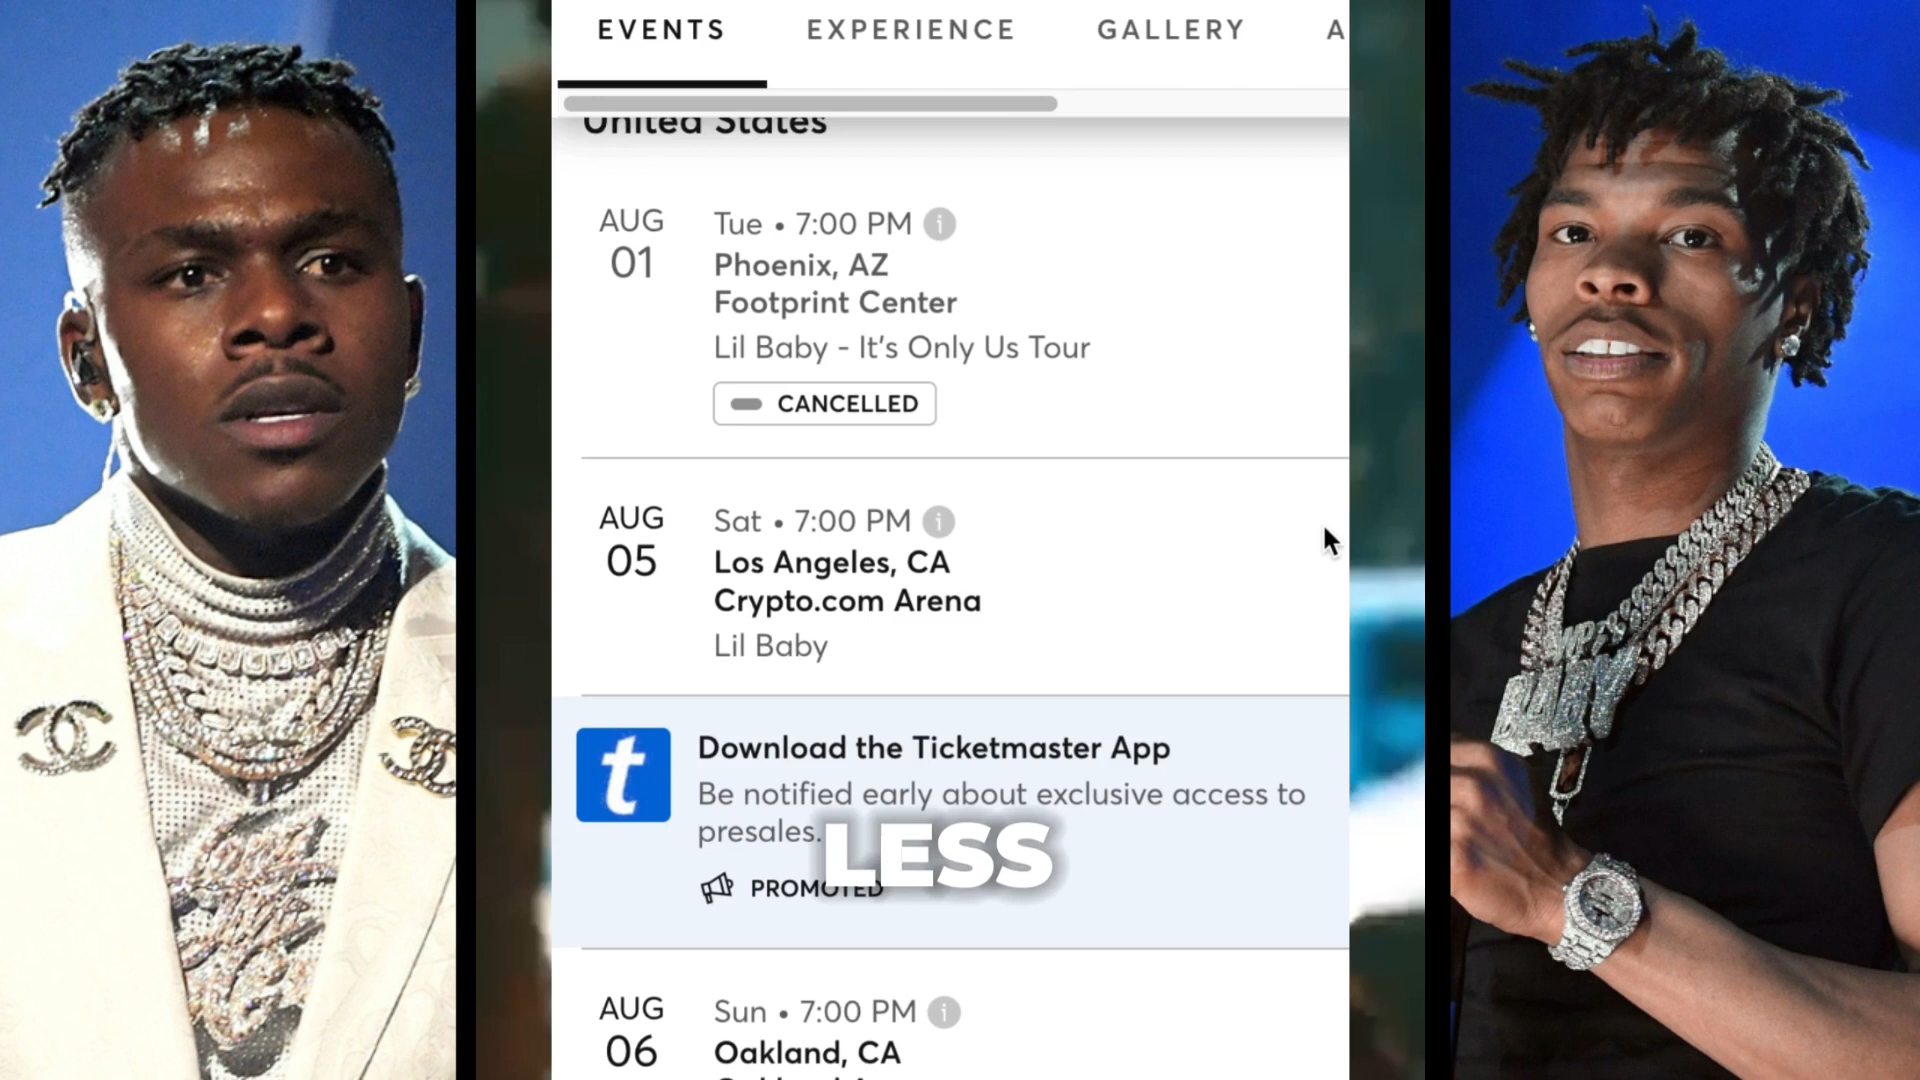 EVENTS EXPERIENCE GALLERY A
United States
AUG
01
Tue • 7:00 PM
Phoenix, AZ
Footprint Center
Lil Baby - It's Only Us Tour
CANCELLED
AUG
05
Sat • 7:00 PM
Los Angeles, CA
Crypto.com Arena
Lil Baby
t
Download the Ticketmaster App
Be notified early about exclusive access to
presales.
LESS
PROMOTED
AUG
06
Sun • 7:00 PM
Oakland, CA
BABY